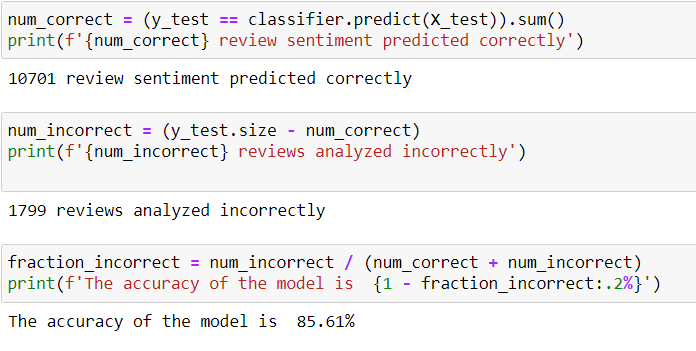 num_correct = (y_test == classifier.predict(X_test)).sum()
print(f'{num_correct} review sentiment predicted correctly')
10701 review sentiment predicted correctly
num_incorrect = (y_test.size - num_correct)
print(f'{num_incorrect} reviews analyzed incorrectly')
1799 reviews analyzed incorrectly
fraction_incorrect = num_incorrect / (num_correct + num_incorrect)
print(f'The accuracy of the model is  {1 - fraction_incorrect:.2%}')
The accuracy of the model is  85.61%